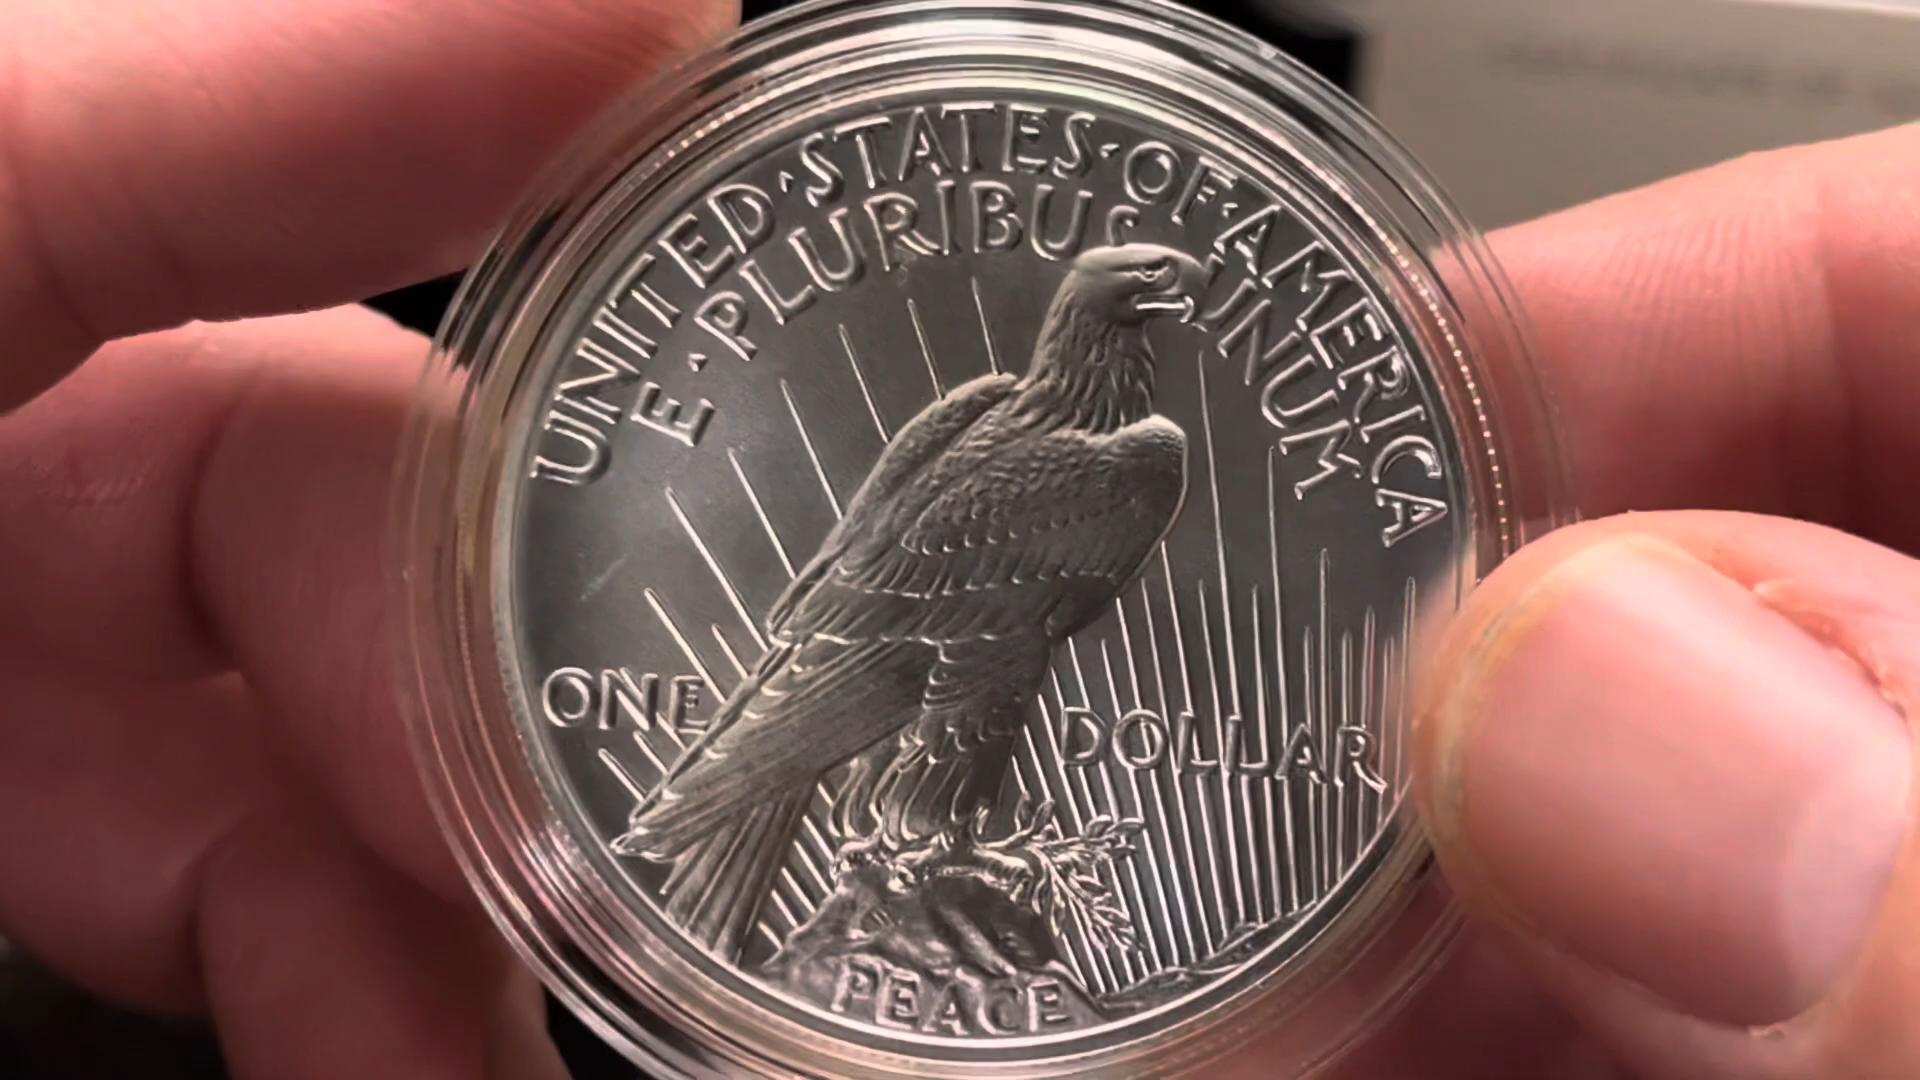 UNITED·STATES·OF·AMERICA
E·PLURIBUS UNUM
ONE DOLLAR
PEACE